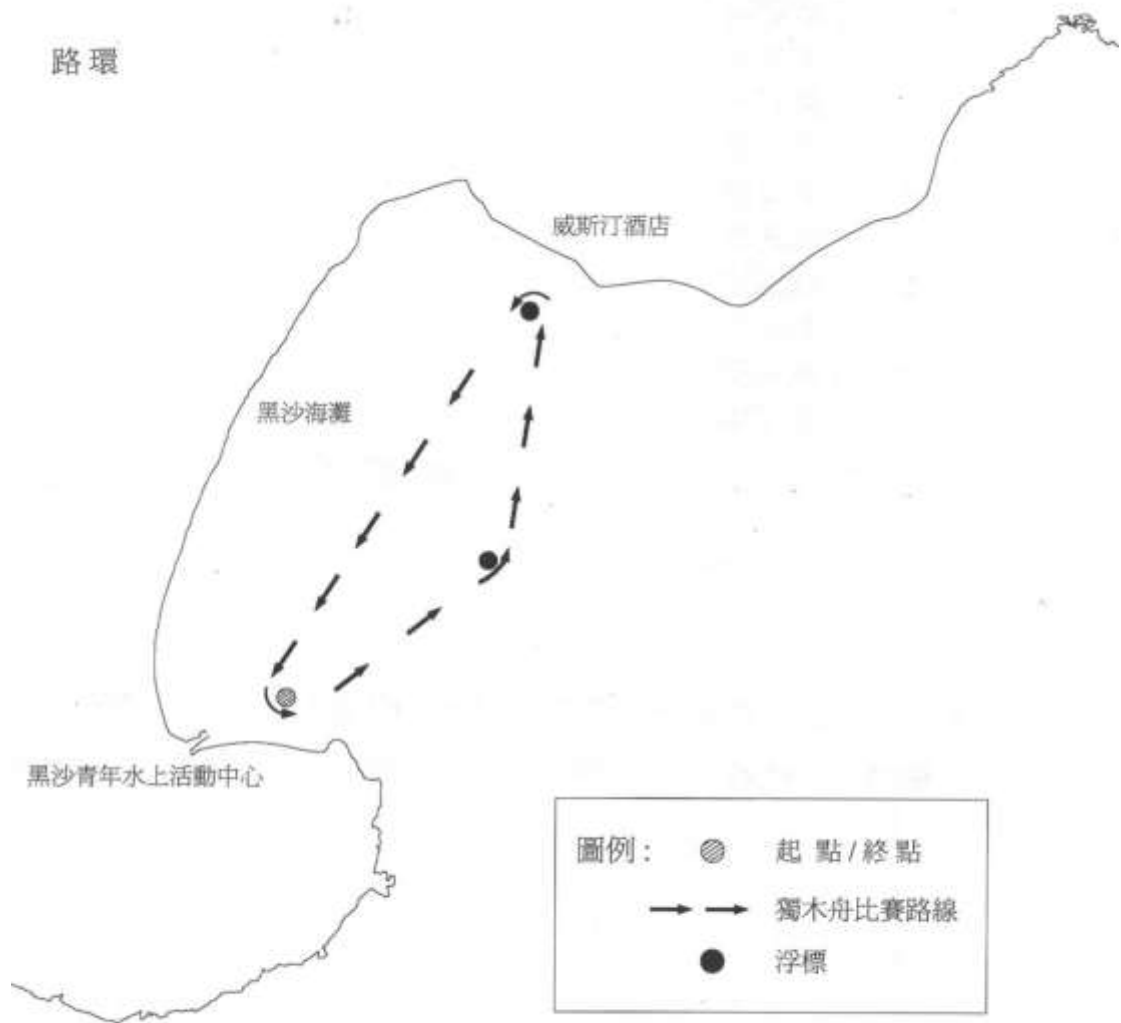 路環
威斯汀酒店
黑沙海灘
黑沙青年水上活動中心
圖例：
起 點 / 終 點
獨木舟比賽路線
浮標